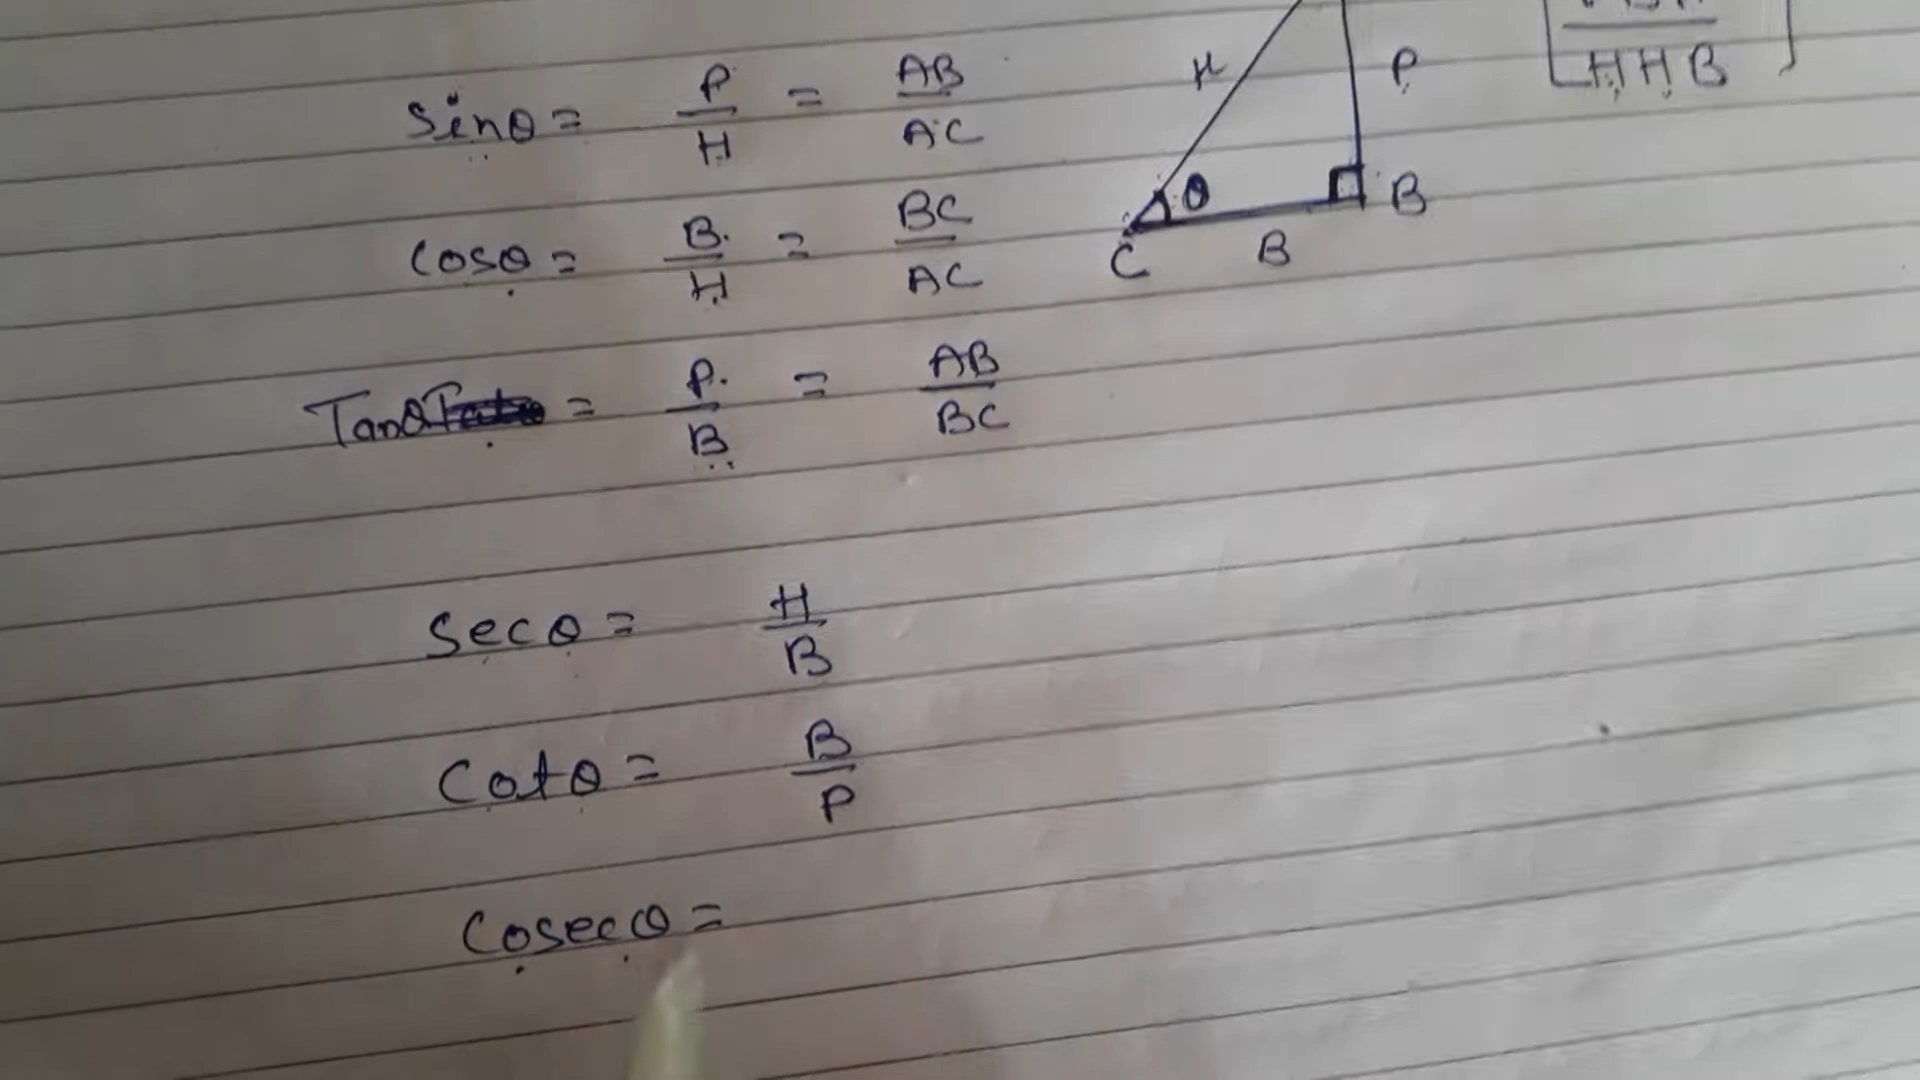 Sinθ = P/H = AB/AC
H P
HHB
θ B
C B
Cosθ = B/H = BC/AC
Tanθ = P/B = AB/BC
Secθ = H/B
Cotθ = B/P
Cosecθ =